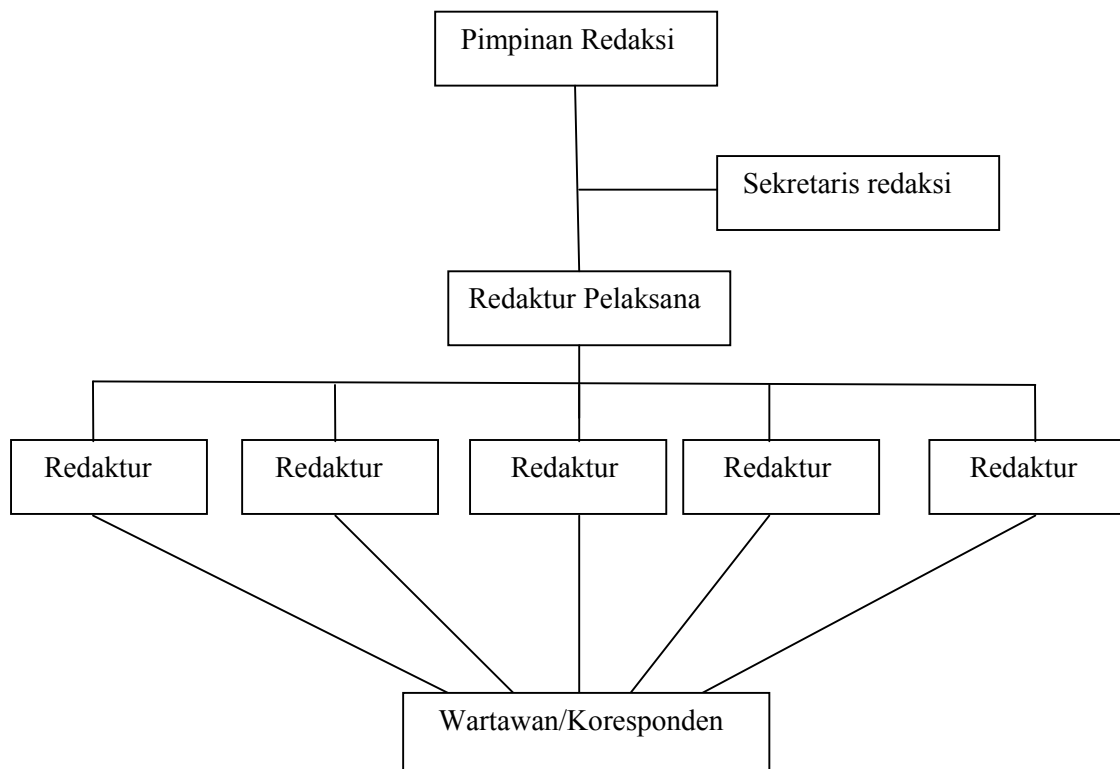 Pimpinan Redaksi
Sekretaris redaksi
Redaktur Pelaksana
Redaktur
Redaktur
Redaktur
Redaktur
Redaktur
Wartawan/Koresponden